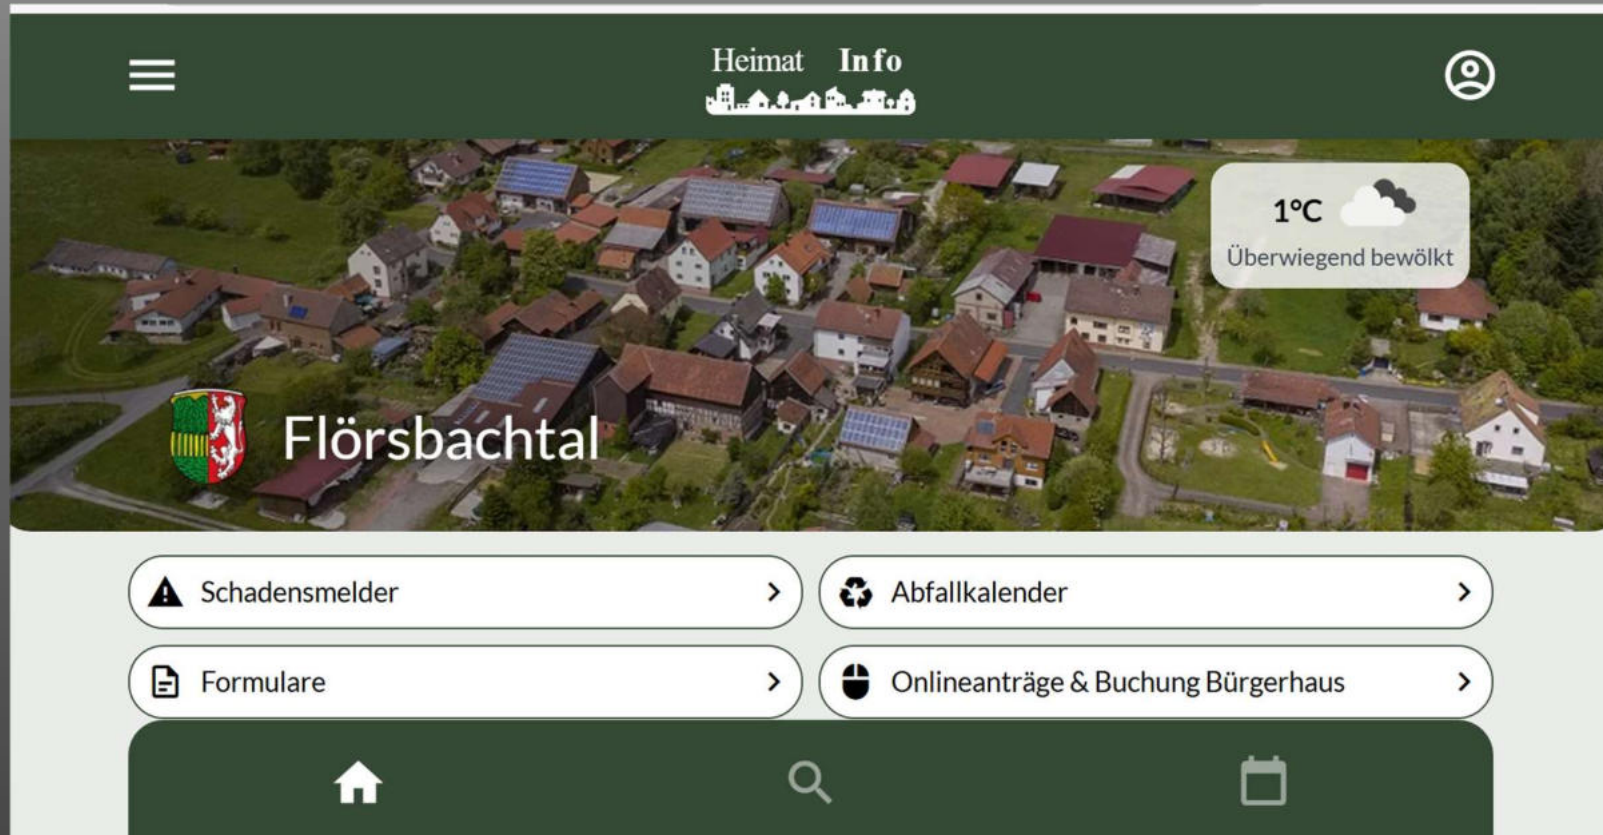 Heimat Info
1°C
Überwiegend bewölkt
Flörsbachtal
Schadensmelder
Abfallkalender
Formulare
Onlineanträge & Buchung Bürgerhaus